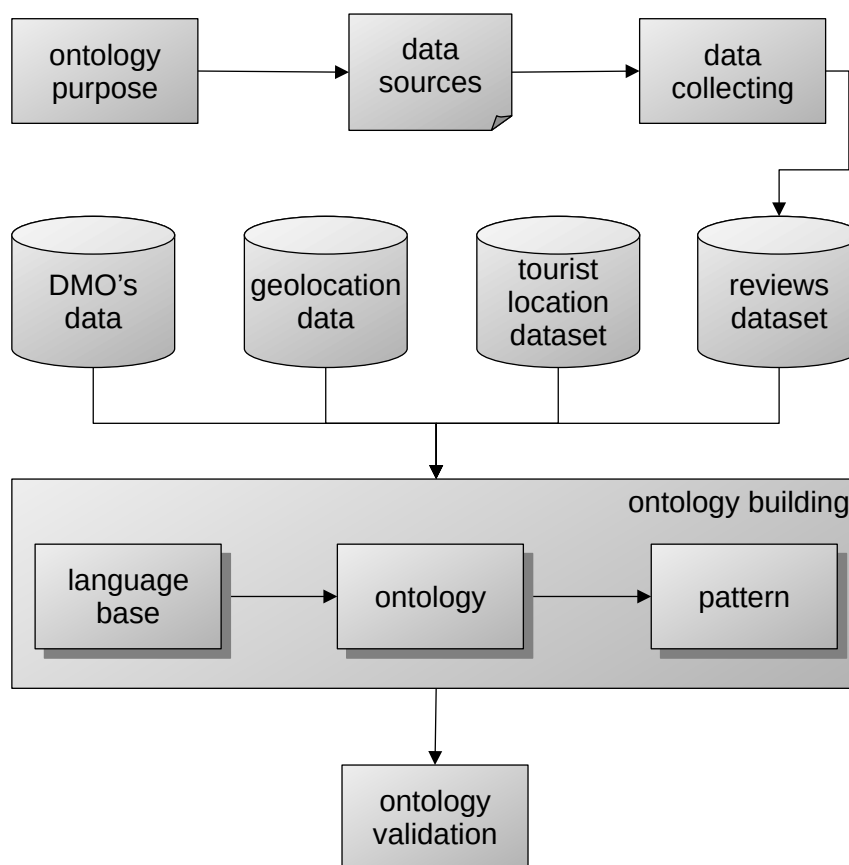 ontology
purpose
data
sources
data
collecting
DMO's
data
geolocation
data
tourist
location
dataset
reviews
dataset
ontology building
language
base
ontology
pattern
ontology
validation